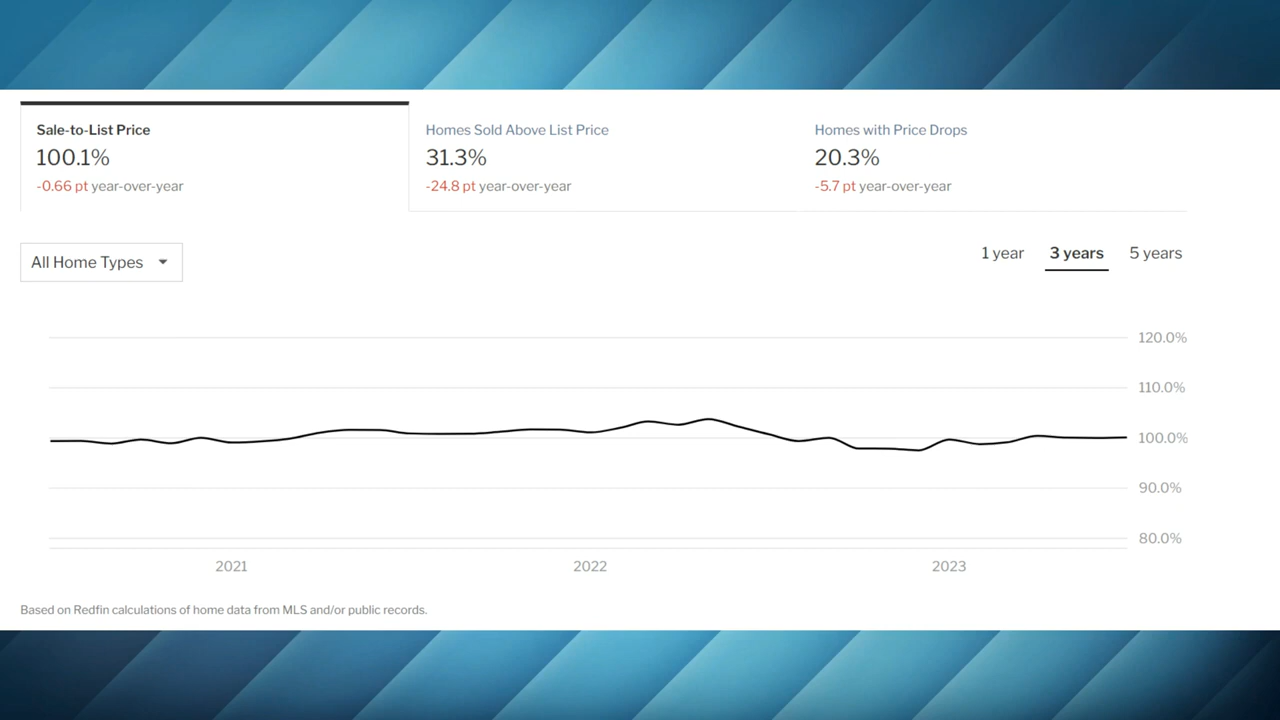 Sale-to-List Price
100.1%
-0.66 pt year-over-year
Homes Sold Above List Price
31.3%
-24.8 pt year-over-year
Homes with Price Drops
20.3%
-5.7 pt year-over-year
All Home Types
1 year 3 years 5 years
120.0%
110.0%
100.0%
90.0%
80.0%
2021 2022 2023
Based on Redfin calculations of home data from MLS and/or public records.